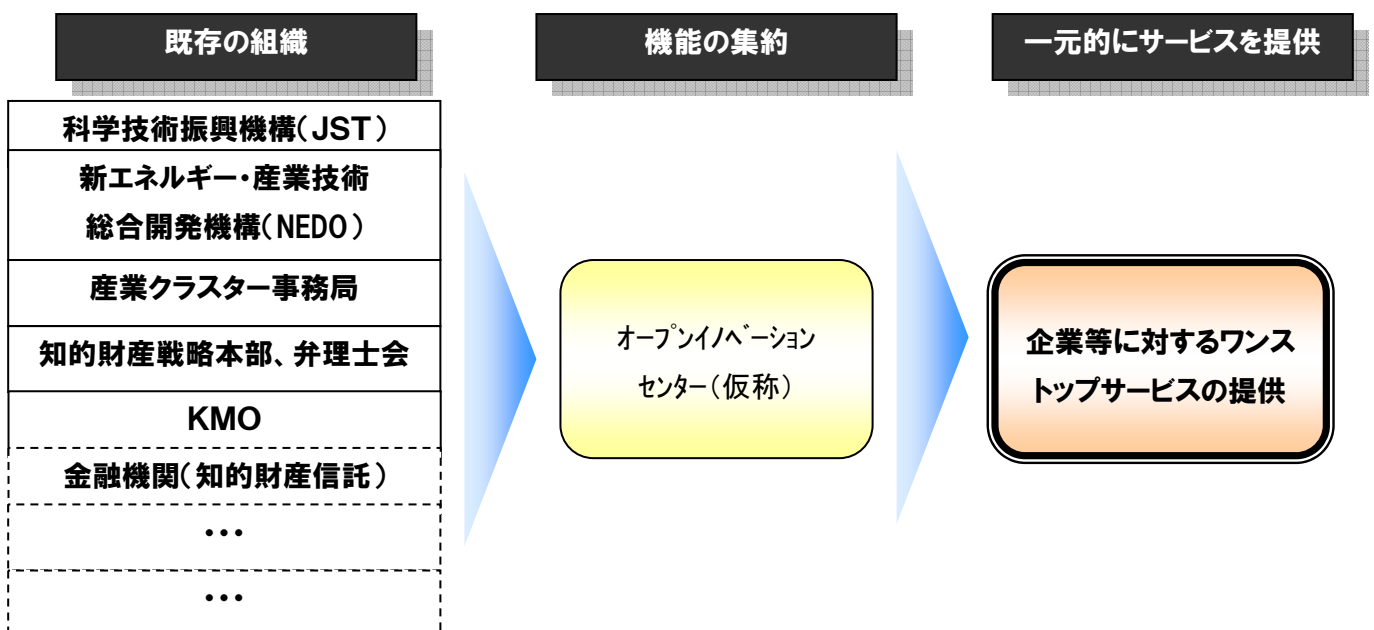 既存の組織
機能の集約
一元的にサービスを提供
科学技術振興機構(JST)
新エネルギー・産業技術
総合開発機構(NEDO)
産業クラスター事務局
知的財産戦略本部、弁理士会
KMO
金融機関(知的財産信託)
・・・
・・・
オープンイノベーション
センター(仮称)
企業等に対するワンス
トップサービスの提供